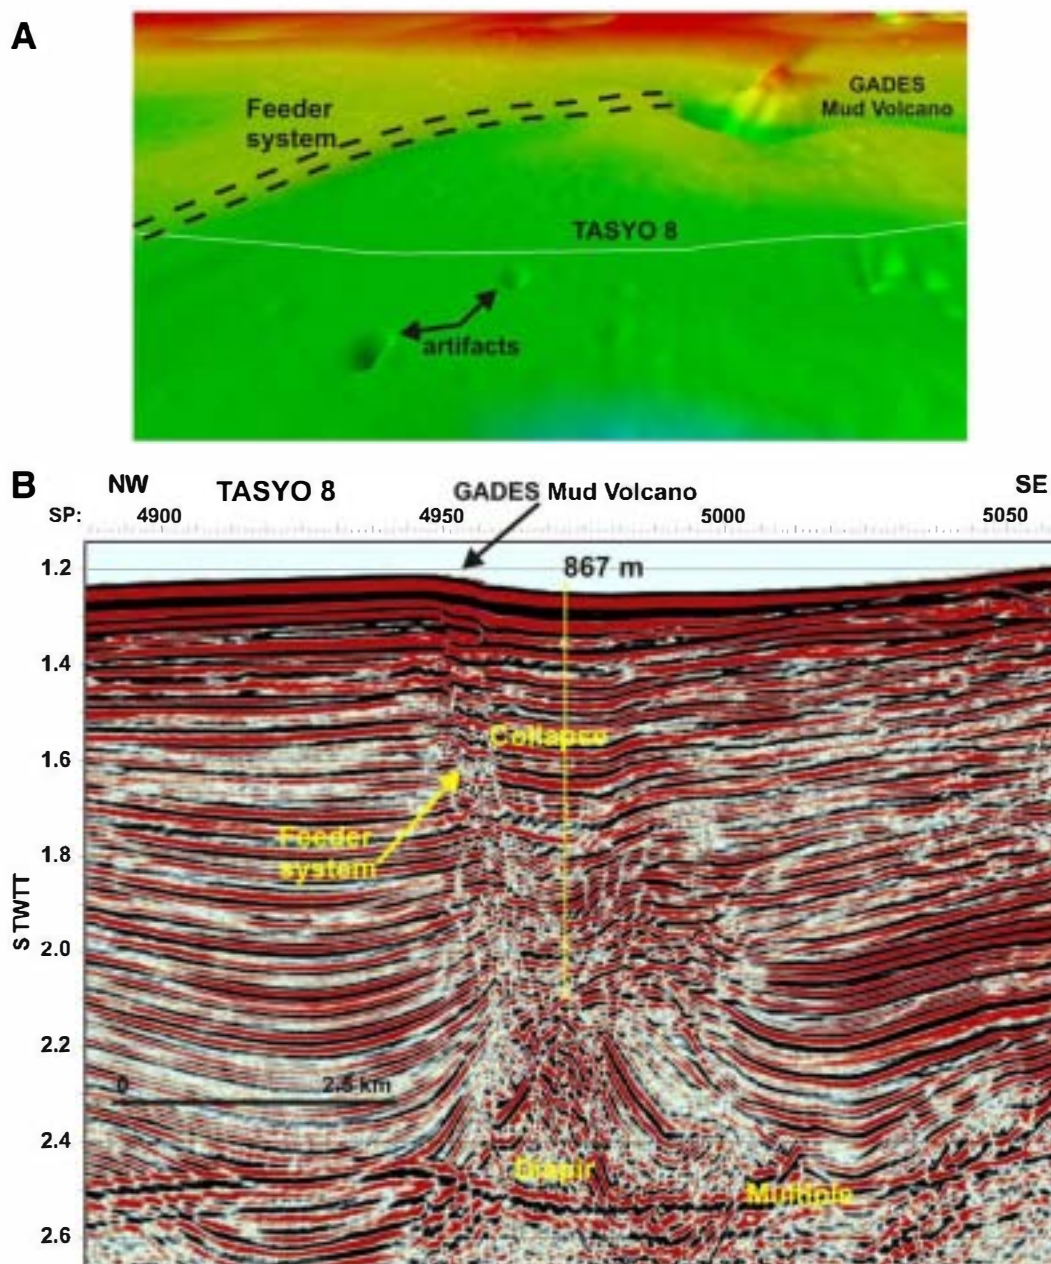 A
Feeder
system
GADES
Mud Volcano
TASYO 8
artifacts
B
NW
TASYO 8
GADES Mud Volcano
SE
SP:
4900
4950
5000
5050
867 m
1.2
1.4
1.6
1.8
2.0
2.2
2.4
2.6
S TWTT
Collapse
Feeder
system
0
2.5 km
Diapir
Multiple